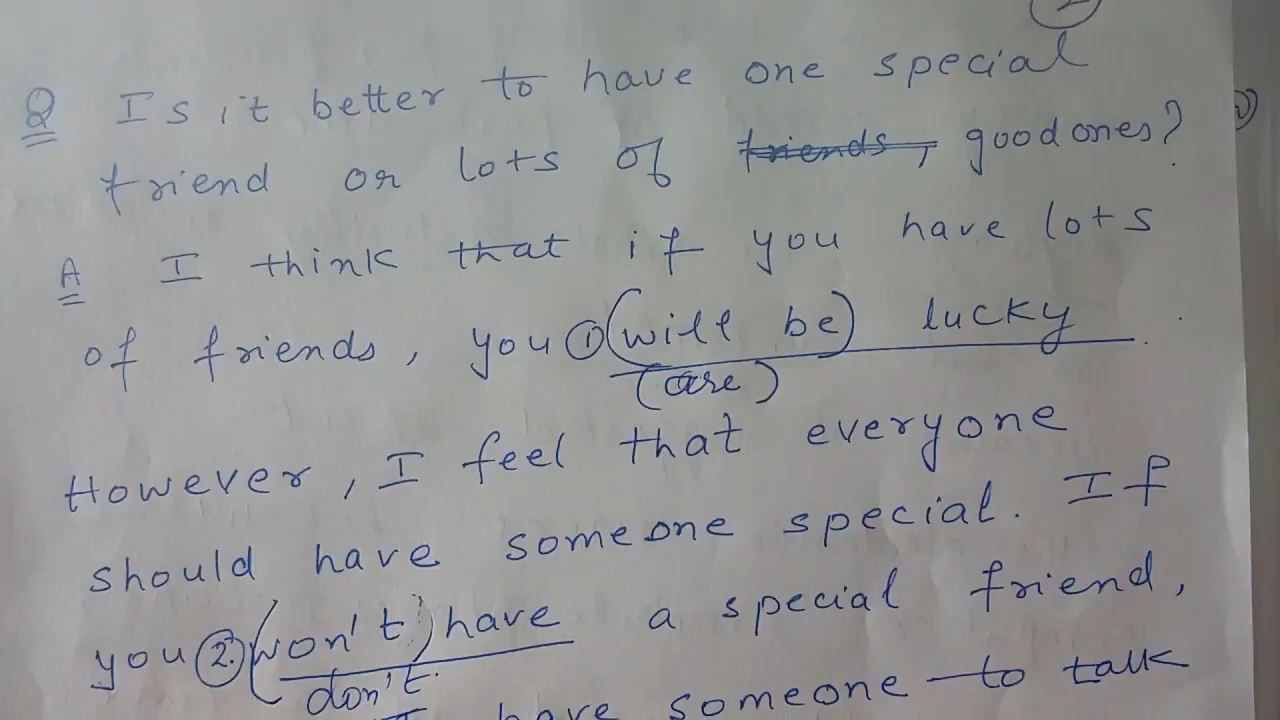 Q Is it better to have one special
friend or lots of friends, good ones?
A I think that if you have lots
of friends, you ① (will be) lucky.
(are)
However, I feel that everyone
should have someone special. If
you ② (won't) have a special friend,
don't
have someone to talk